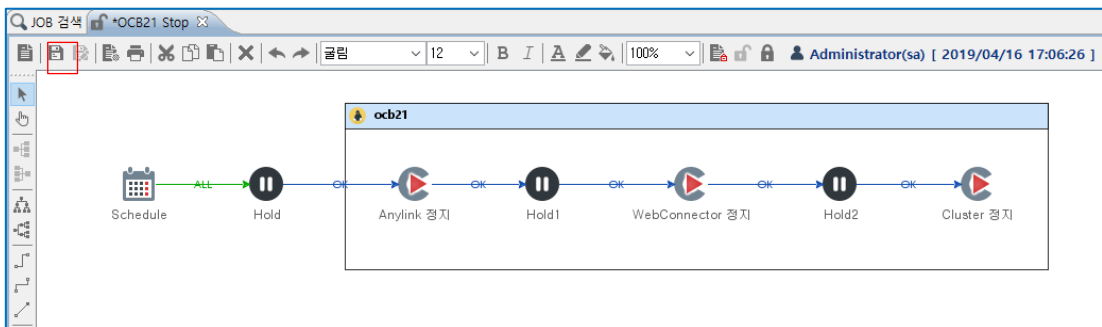 JOB 검색 *OCB21 Stop
굴림 12 B I A 100% Administrator(sa) [ 2019/04/16 17:06:26 ]
ocb21
ALL OK OK OK OK OK
Schedule Hold Anylink 정지 Hold1 WebConnector 정지 Hold2 Cluster 정지